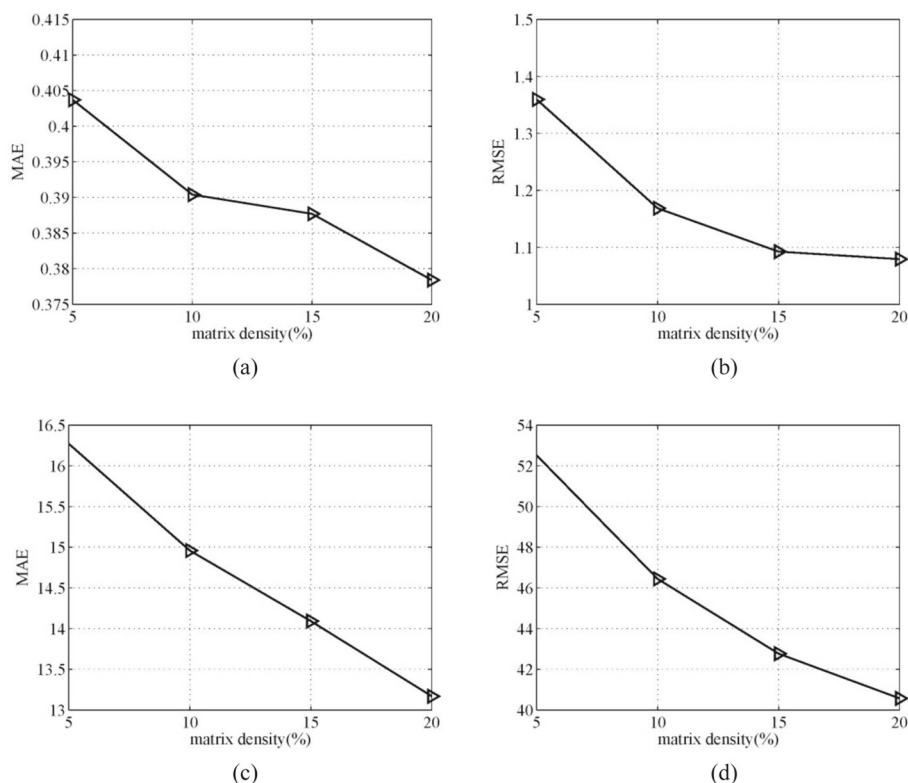 0.415
0.41
0.405
0.4
0.395
0.39
0.385
0.38
0.375
MAE
5 10 15 20
matrix density(%)
(a)
1.5
1.4
1.3
1.2
1.1
1
RMSE
5 10 15 20
matrix density(%)
(b)
16.5
16
15.5
15
14.5
14
13.5
13
MAE
5 10 15 20
matrix density(%)
(c)
54
52
50
48
46
44
42
40
RMSE
5 10 15 20
matrix density(%)
(d)